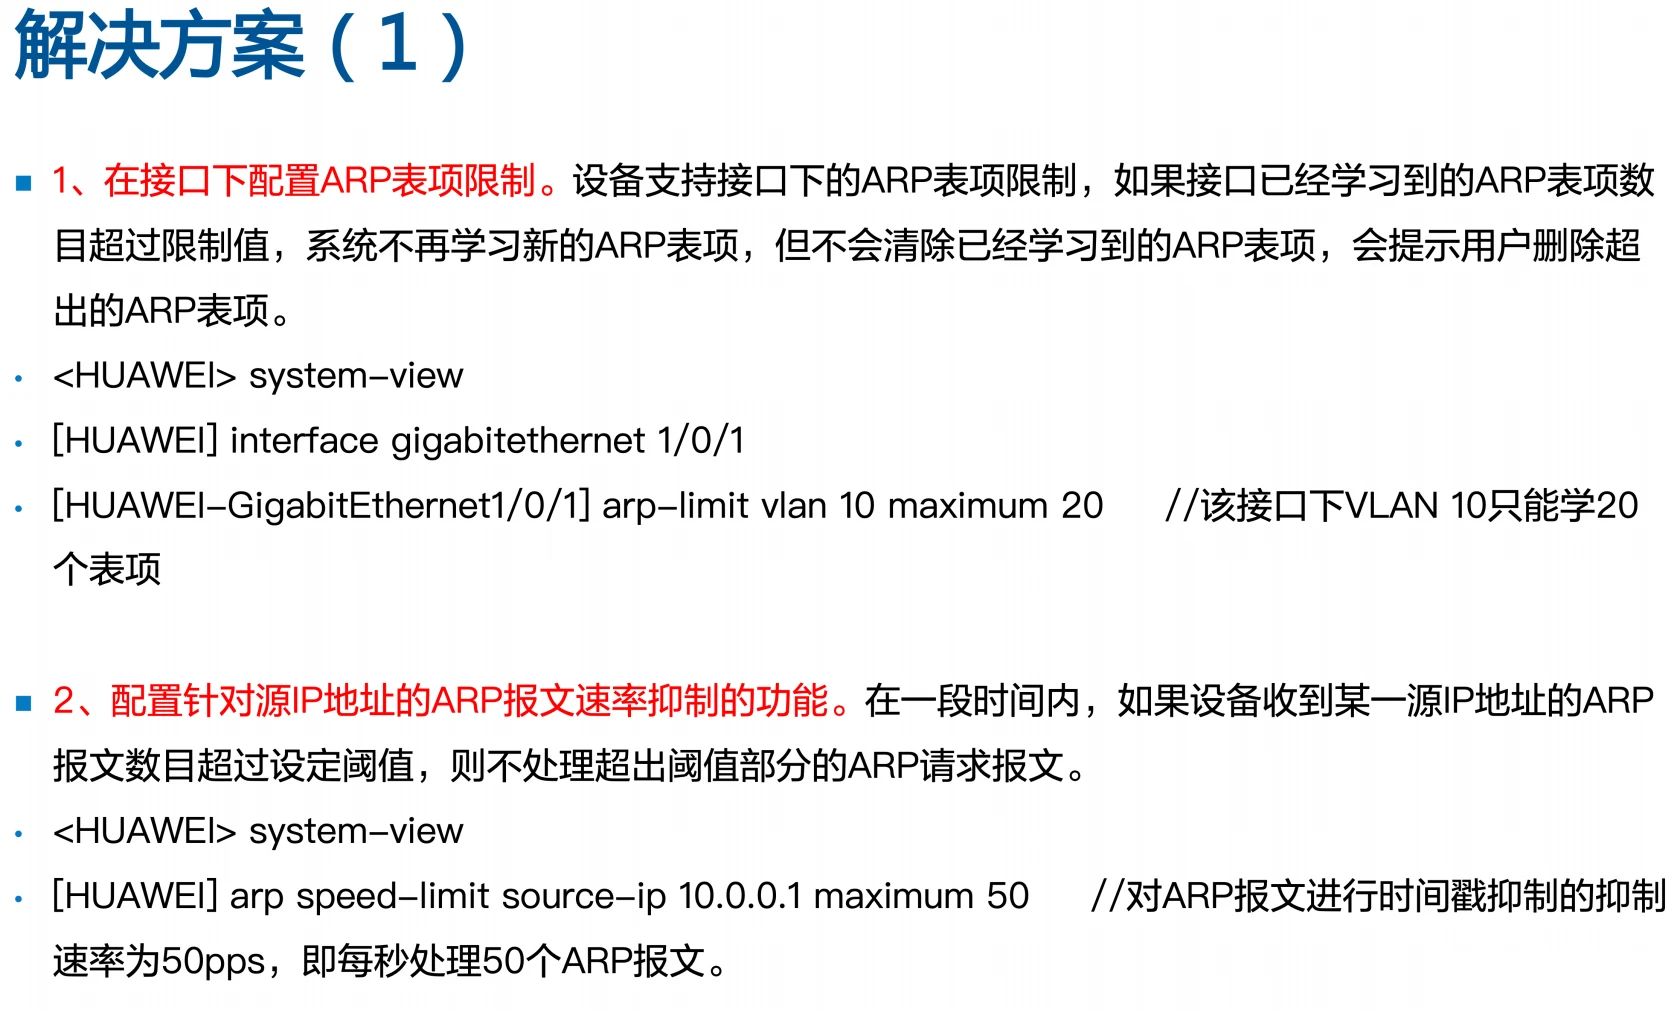 解决方案（1）
■ 1、在接口下配置ARP表项限制。设备支持接口下的ARP表项限制，如果接口已经学习到的ARP表项数
目超过限制值，系统不再学习新的ARP表项，但不会清除已经学习到的ARP表项，会提示用户删除超
出的ARP表项。
• <HUAWEI> system-view
• [HUAWEI] interface gigabitethernet 1/0/1
• [HUAWEI-GigabitEthernet1/0/1] arp-limit vlan 10 maximum 20 //该接口下VLAN 10只能学20
个表项
■ 2、配置针对源IP地址的ARP报文速率抑制的功能。在一段时间内，如果设备收到某一源IP地址的ARP
报文数目超过设定阈值，则不处理超出阈值部分的ARP请求报文。
• <HUAWEI> system-view
• [HUAWEI] arp speed-limit source-ip 10.0.0.1 maximum 50 //对ARP报文进行时间戳抑制的抑制
速率为50pps，即每秒处理50个ARP报文。